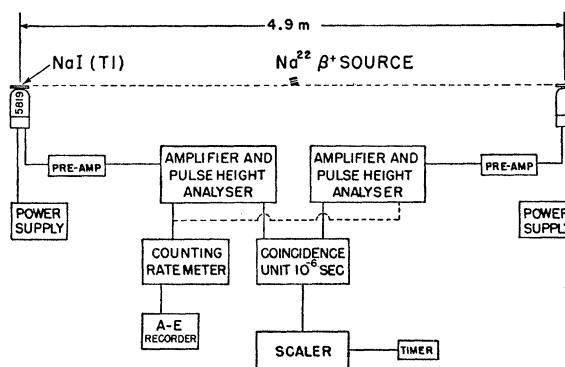 4.9 m
NaI (Tl)
Na22 β+ SOURCE
5819
PRE-AMP
AMPLIFIER AND
PULSE HEIGHT
ANALYSER
AMPLIFIER AND
PULSE HEIGHT
ANALYSER
PRE-AMP
POWER
SUPPLY
COUNTING
RATE METER
COINCIDENCE
UNIT 10-6 SEC
POWE
SUPPLY
A-E
RECORDER
SCALER
TIMER